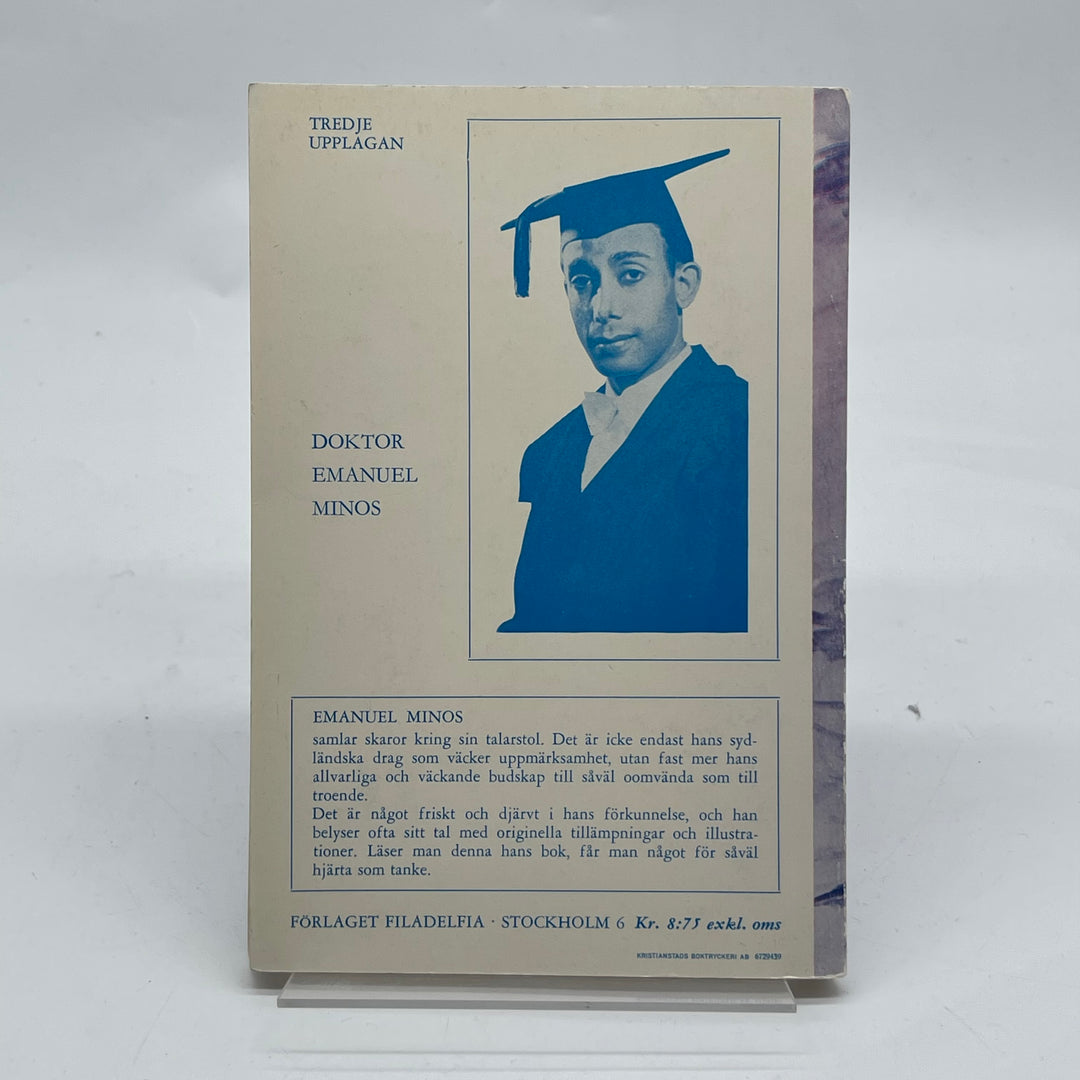 TREDJE
UPPLAGAN
DOKTOR
EMANUEL
MINOS
EMANUEL MINOS
samlar skaror kring sin talarstol. Det är icke endast hans syd-
ländska drag som väcker uppmärksamhet, utan fast mer hans
allvarliga och väckande budskap till såväl oomvända som till
troende.
Det är något friskt och djärvt i hans förkunnelse, och han
belyser ofta sitt tal med originella tillämpningar och illustra-
tioner. Läser man denna hans bok, får man något för såväl
hjärta som tanke.
FÖRLAGET FILADELFIA · STOCKHOLM 6 Kr. 8:75 exkl. oms
KRISTIANSTADS BOKTRYCKERI AB 6729439